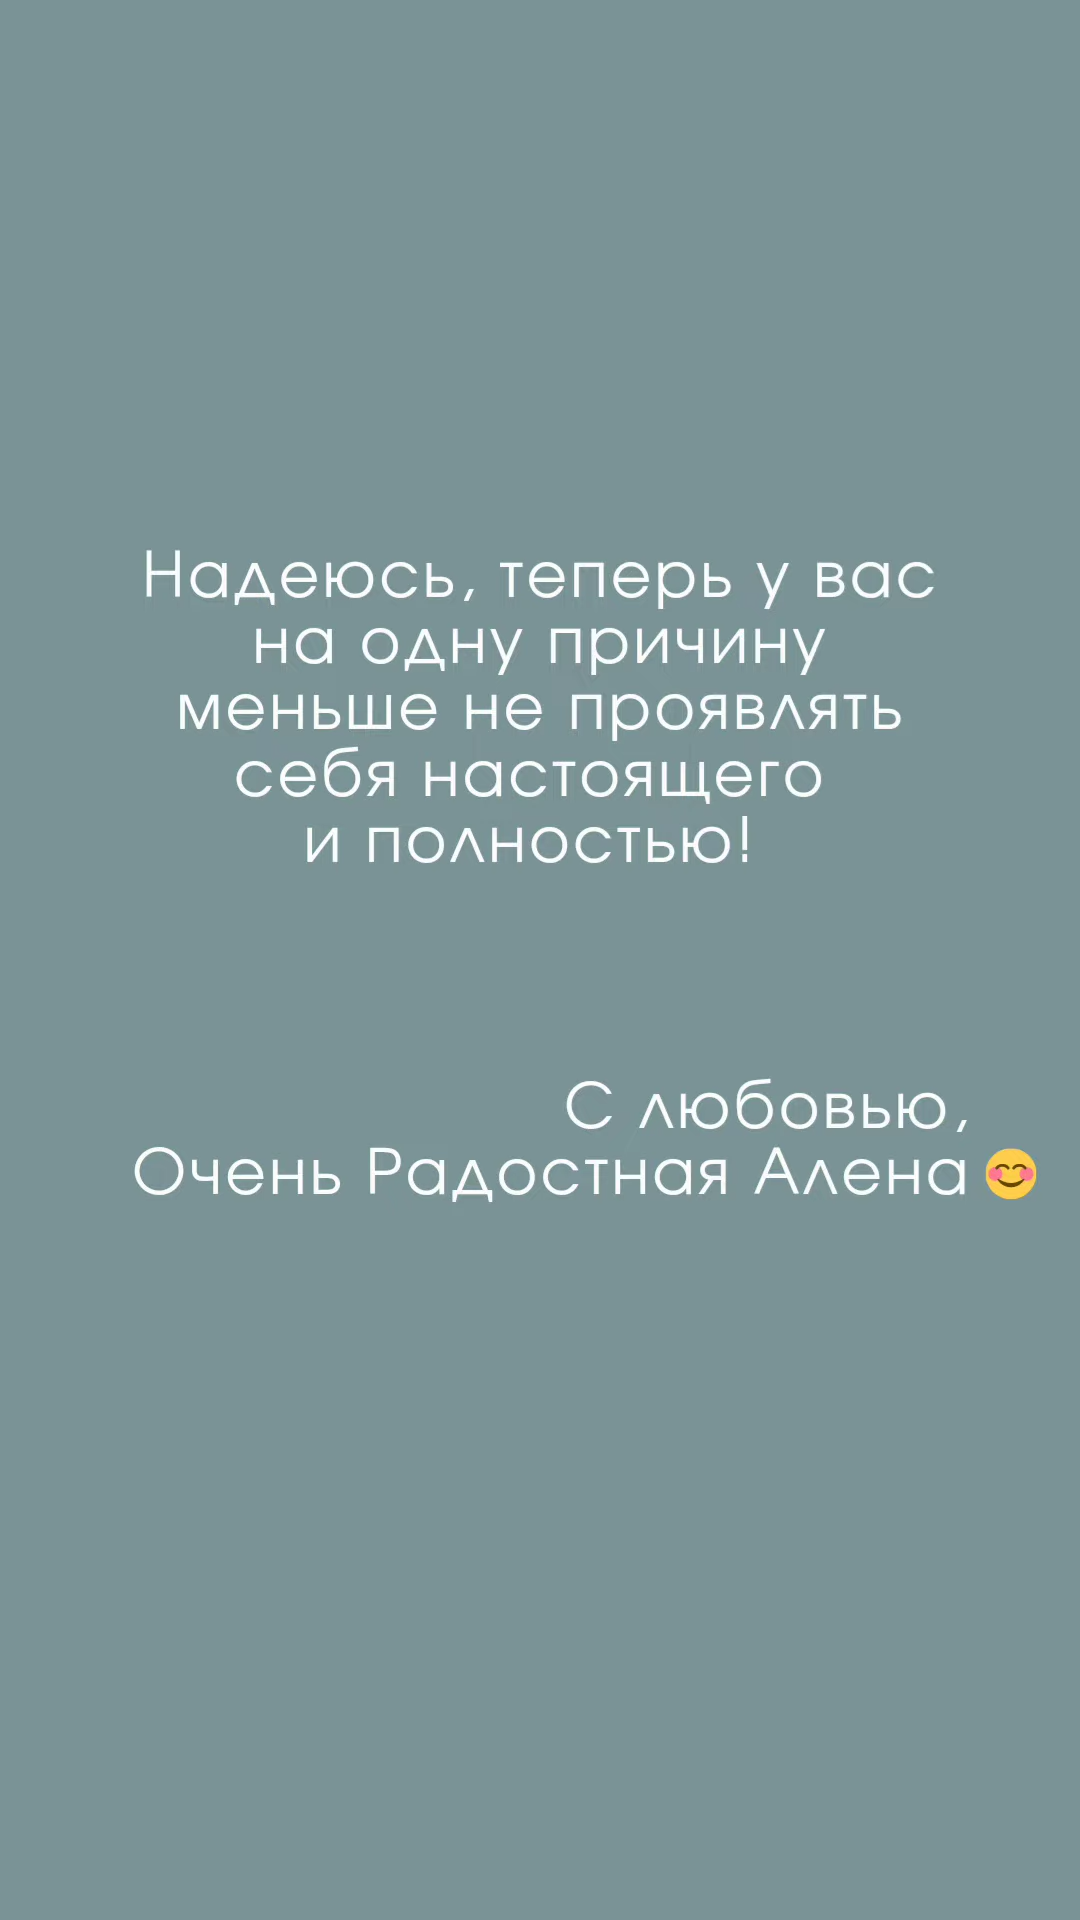 Надеюсь, теперь у вас
на одну причину
меньше не проявлять
себя настоящего
и полностью!
С любовью,
Очень Радостная Алена😊